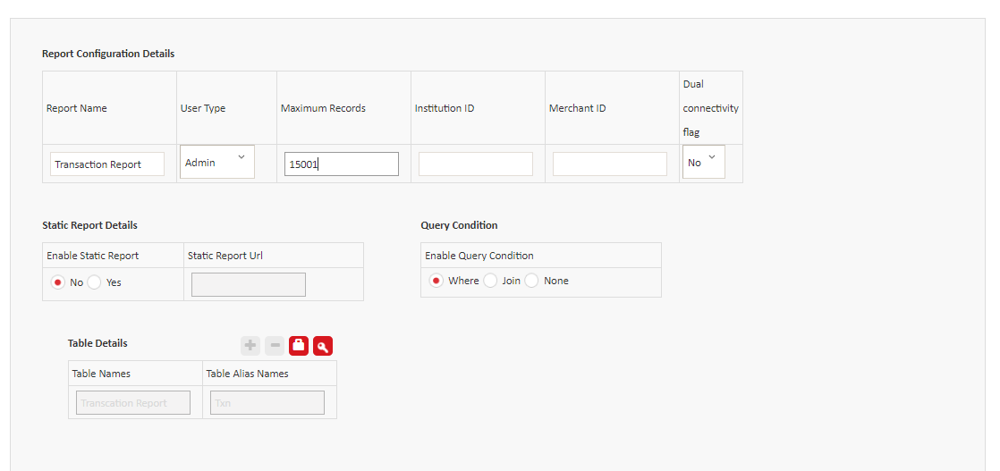 Report Configuration Details
Report Name User Type Maximum Records Institution ID Merchant ID Dual
connectivity
flag
Transaction Report Admin 15001 No
Static Report Details Query Condition
Enable Static Report Static Report Url Enable Query Condition
No Yes Where Join None
Table Details
Table Names Table Alias Names
Transcation Report Txn